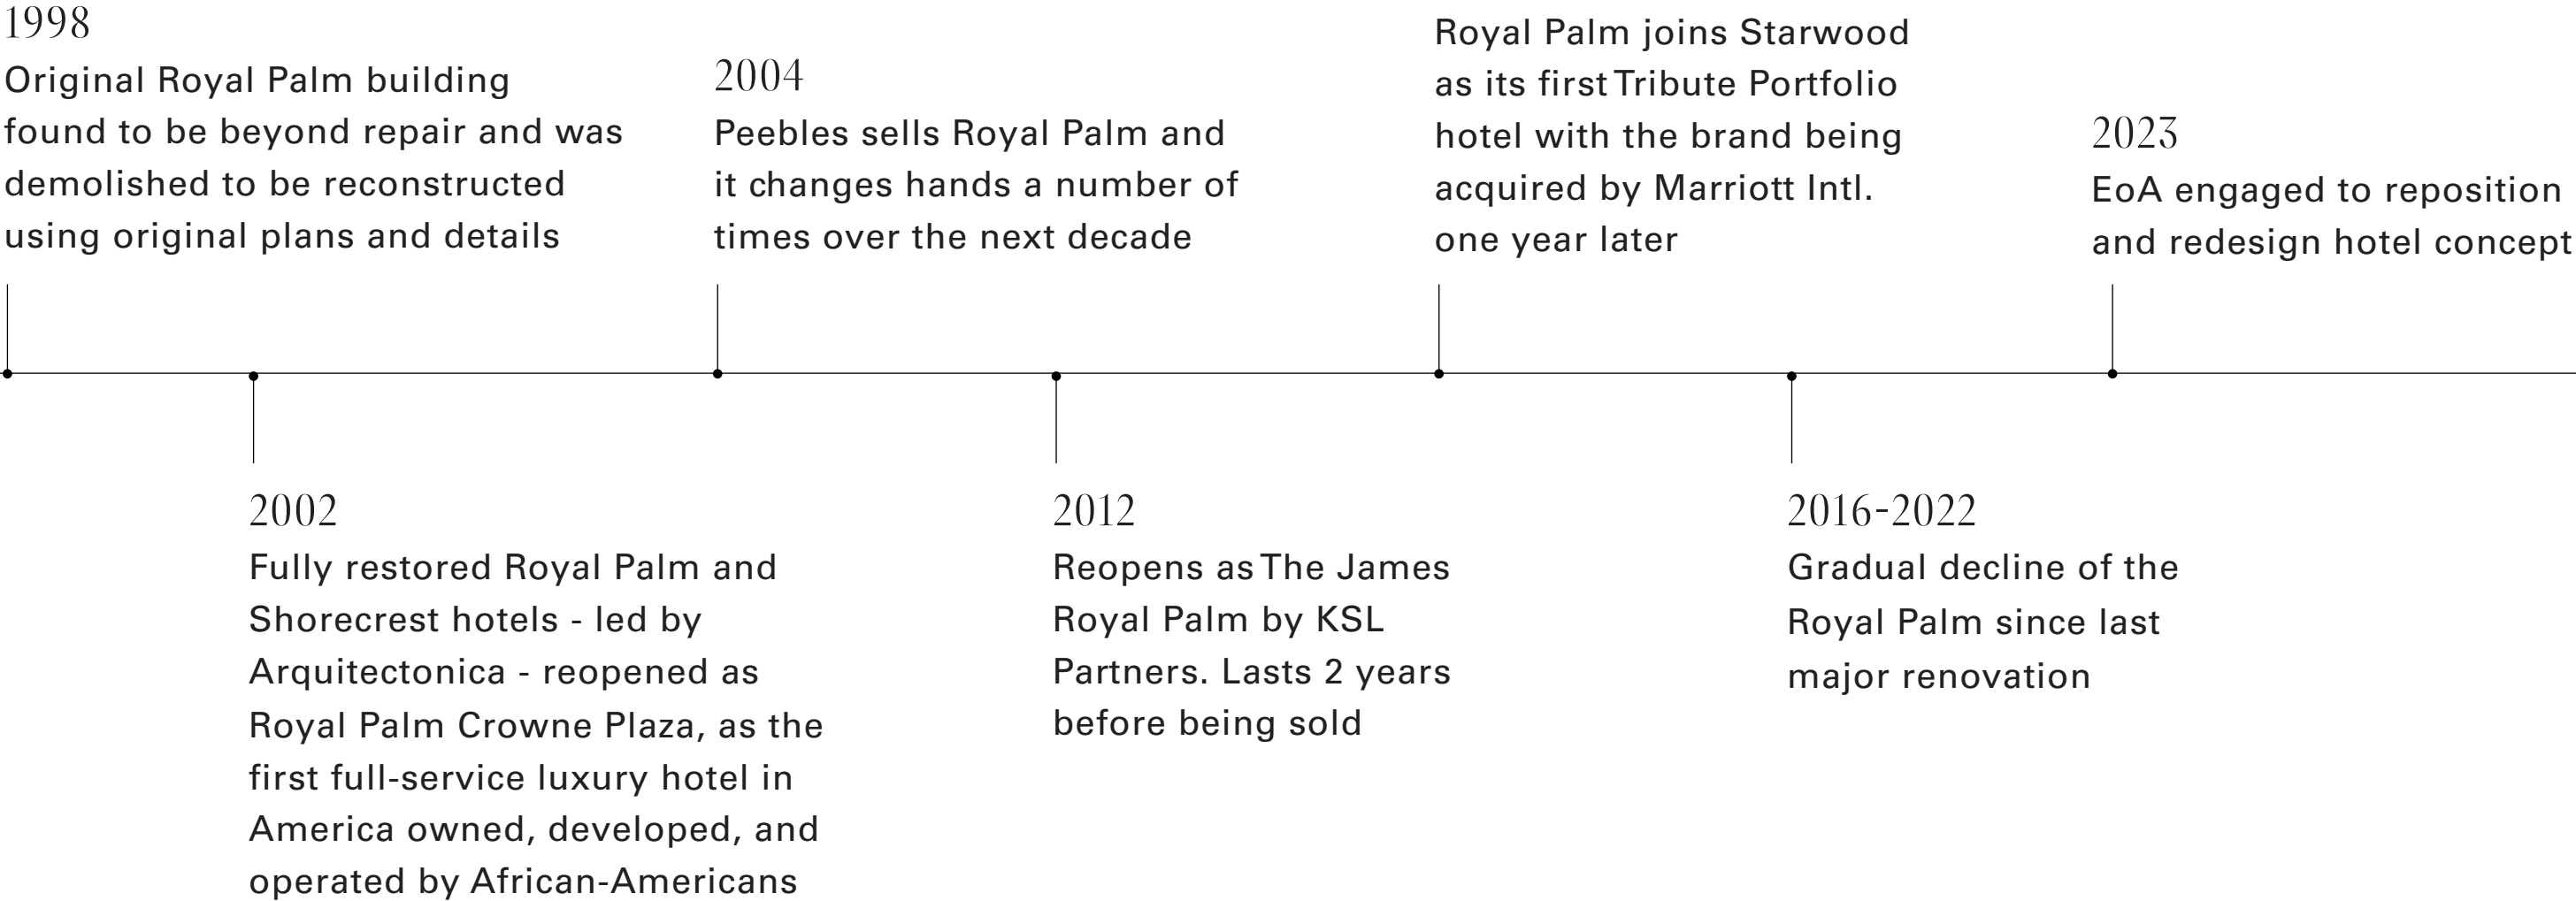 1998
Original Royal Palm building
found to be beyond repair and was
demolished to be reconstructed
using original plans and details
2002
Fully restored Royal Palm and
Shorecrest hotels - led by
Arquitectonica - reopened as
Royal Palm Crowne Plaza, as the
first full-service luxury hotel in
America owned, developed, and
operated by African-Americans
2004
Peebles sells Royal Palm and
it changes hands a number of
times over the next decade
2012
Reopens as The James
Royal Palm by KSL
Partners. Lasts 2 years
before being sold
Royal Palm joins Starwood
as its first Tribute Portfolio
hotel with the brand being
acquired by Marriott Intl.
one year later
2016-2022
Gradual decline of the
Royal Palm since last
major renovation
2023
EoA engaged to reposition
and redesign hotel concept